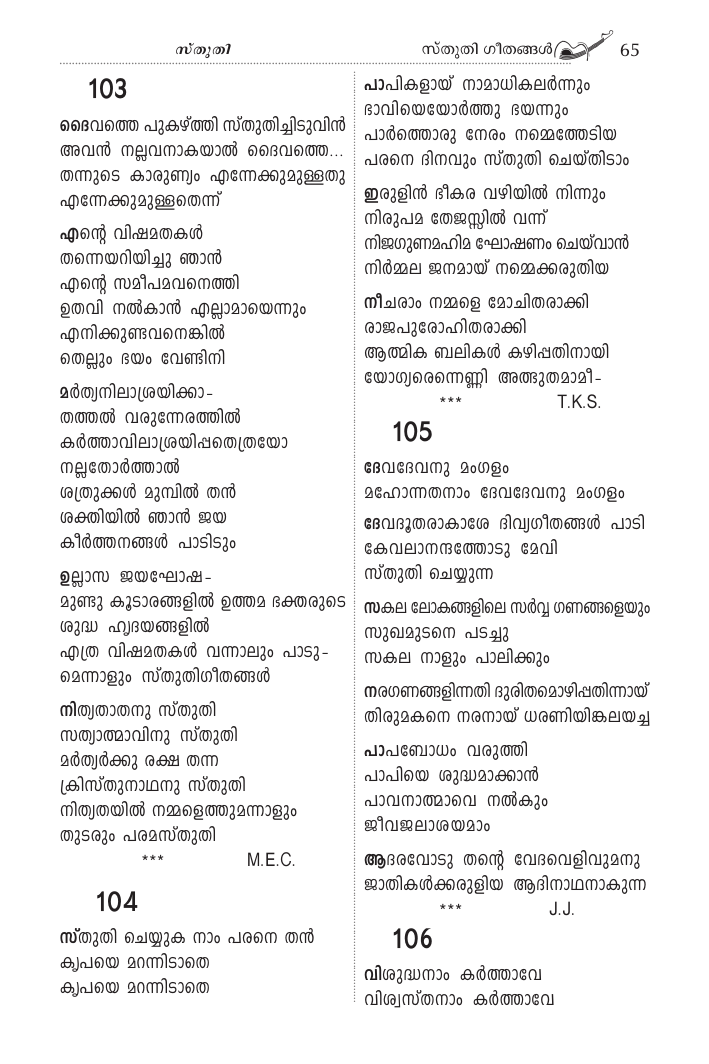 സ്തുതി
സ്തുതി ഗീതങ്ങൾ 65
103
ദൈവത്തെ പുകഴ്ത്തി സ്തുതിച്ചിടുവിൻ
അവൻ നല്ലവനാകയാൽ ദൈവത്തെ...
തന്നുടെ കാരുണ്യം എന്നേക്കുമുള്ളതു
എന്നേക്കുമുള്ളതെന്ന്
എന്റെ വിഷമതകൾ
തന്നെയറിയിച്ചു ഞാൻ
എന്റെ സമീപമവനെത്തി
ഉതവി നൽകാൻ എല്ലാമായെന്നും
എനിക്കുണ്ടവനെങ്കിൽ
തെല്ലും ഭയം വേണ്ടിനി
മർത്യനിലാശ്രയിക്കാ-
തത്തൽ വരുന്നേരത്തിൽ
കർത്താവിലാശ്രയിപ്പതെത്രയോ
നല്ലതോർത്താൽ
ശത്രുക്കൾ മുമ്പിൽ തൻ
ശക്തിയിൽ ഞാൻ ജയ
കീർത്തനങ്ങൾ പാടിടും
ഉല്ലാസ ജയഘോഷ-
മുണ്ടു കൂടാരങ്ങളിൽ ഉത്തമ ഭക്തരുടെ
ശുദ്ധ ഹൃദയങ്ങളിൽ
എത്ര വിഷമതകൾ വന്നാലും പാടു-
മെന്നാളും സ്തുതിഗീതങ്ങൾ
നിത്യതാതനു സ്തുതി
സത്യാത്മാവിനു സ്തുതി
മർത്യർക്കു രക്ഷ തന്ന
ക്രിസ്തുനാഥനു സ്തുതി
നിത്യതയിൽ നമ്മളെത്തുമന്നാളും
തുടരും പരമസ്തുതി
*** M.E.C.
104
സ്തുതി ചെയ്യുക നാം പരനെ തൻ
കൃപയെ മറന്നിടാതെ
കൃപയെ മറന്നിടാതെ
പാപികളായ് നാമാധികലർന്നും
ഭാവിയെയോർത്തു ഭയന്നും
പാർത്തൊരു നേരം നമ്മെത്തേടിയ
പരനെ ദിനവും സ്തുതി ചെയ്തിടാം
ഇരുളിൻ ഭീകര വഴിയിൽ നിന്നും
നിരുപമ തേജസ്സിൽ വന്ന്
നിജഗുണമഹിമ ഘോഷണം ചെയ്‌വാൻ
നിർമ്മല ജനമായ് നമ്മെക്കരുതിയ
നീചരാം നമ്മളെ മോചിതരാക്കി
രാജപുരോഹിതരാക്കി
ആത്മിക ബലികൾ കഴിപ്പതിനായി
യോഗ്യരെന്നെണ്ണി അത്ഭുതമാമീ-
*** T.K.S.
105
ദേവദേവനു മംഗളം
മഹോന്നതനാം ദേവദേവനു മംഗളം
ദേവദൂതരാകാശേ ദിവ്യഗീതങ്ങൾ പാടി
കേവലാനന്ദത്തോടു മേവി
സ്തുതി ചെയ്യുന്ന
സകല ലോകങ്ങളിലെ സർവ്വ ഗണങ്ങളെയും
സുഖമുടനെ പടച്ചു
സകല നാളും പാലിക്കും
നരഗണങ്ങളിന്നതി ദുരിതമൊഴിപ്പതിന്നായ്
തിരുമകനെ നരനായ് ധരണിയിങ്കലയച്ച
പാപബോധം വരുത്തി
പാപിയെ ശുദ്ധമാക്കാൻ
പാവനാത്മാവെ നൽകും
ജീവജലാശയമാം
ആദരവോടു തന്റെ വേദവെളിവുമനു
ജാതികൾക്കരുളിയ ആദിനാഥനാകുന്ന
*** J.J.
106
വിശുദ്ധനാം കർത്താവേ
വിശ്വസ്തനാം കർത്താവേ